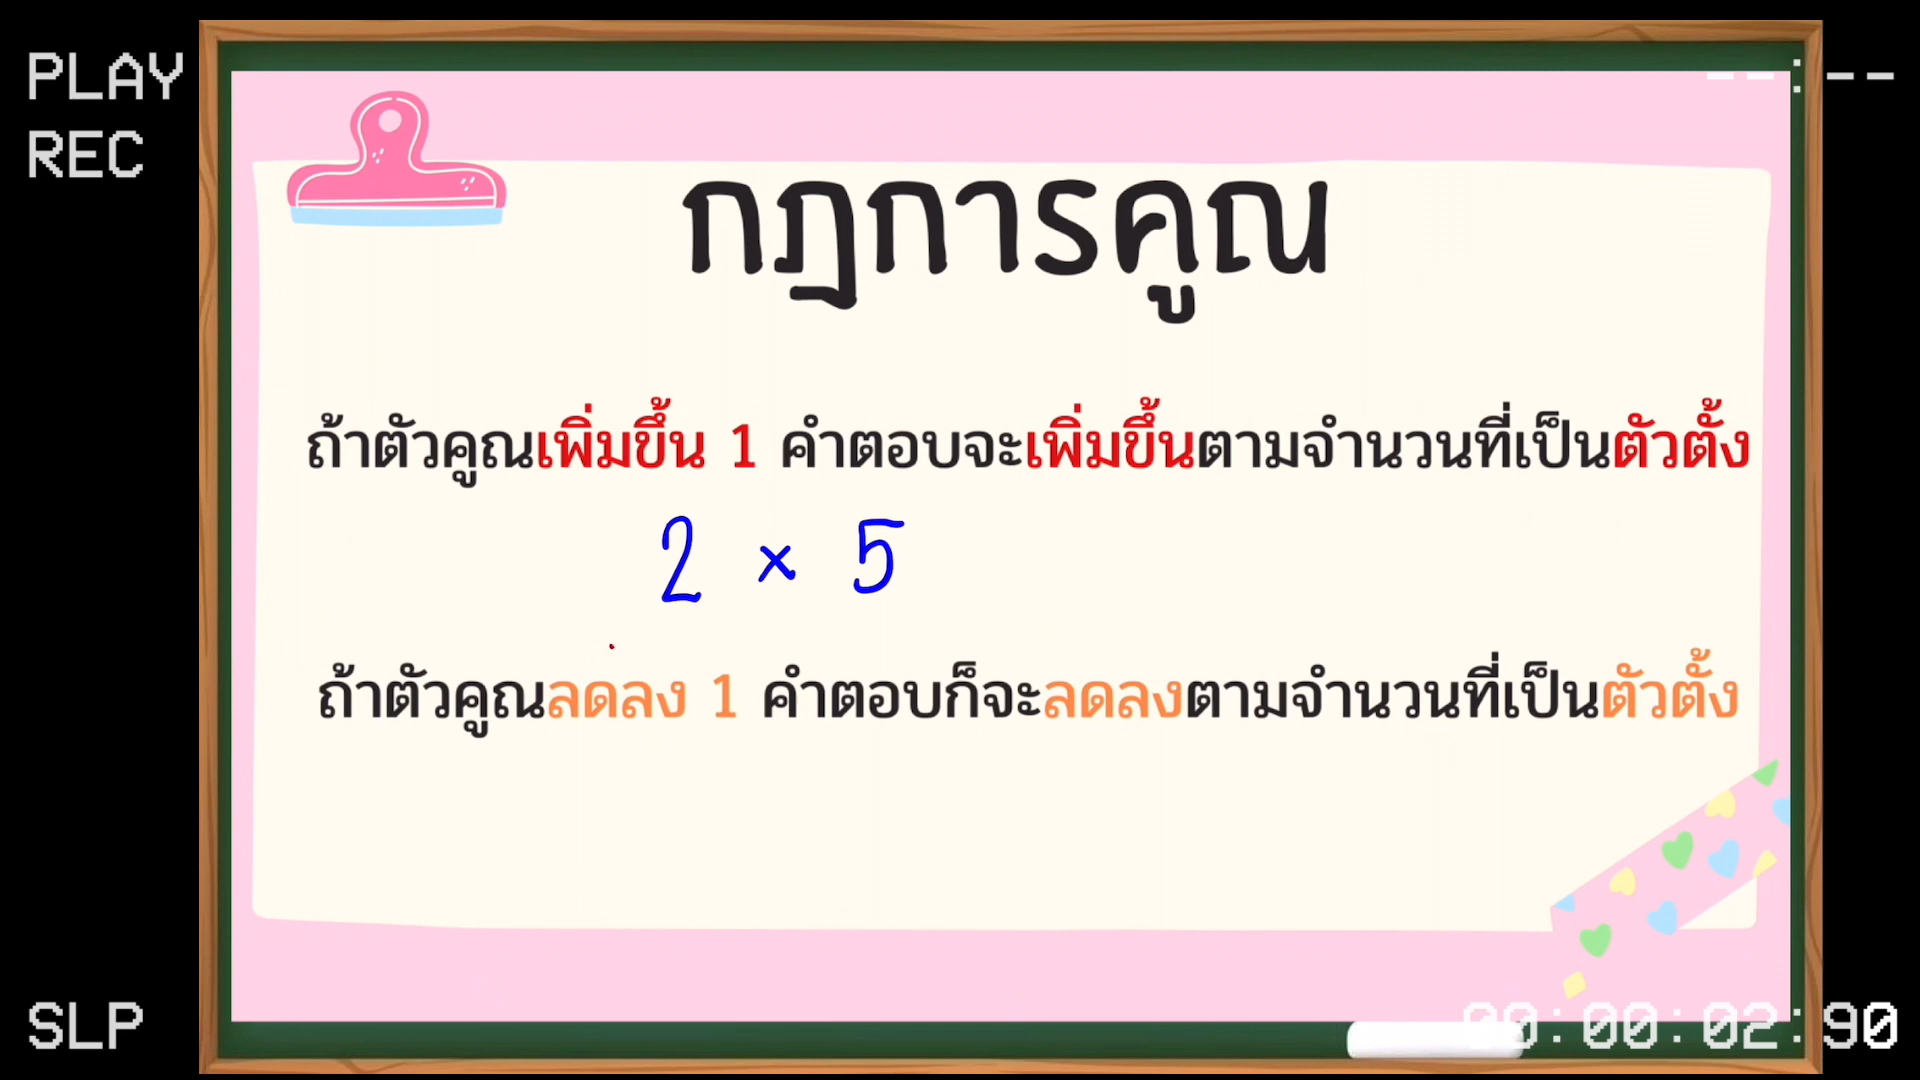 PLAY
--:--
REC
กฎการคูณ
ถ้าตัวคูณเพิ่มขึ้น 1 คำตอบจะเพิ่มขึ้นตามจำนวนที่เป็นตัวตั้ง
2 × 5
ถ้าตัวคูณลดลง 1 คำตอบก็จะลดลงตามจำนวนที่เป็นตัวตั้ง
SLP
00:00:02:90